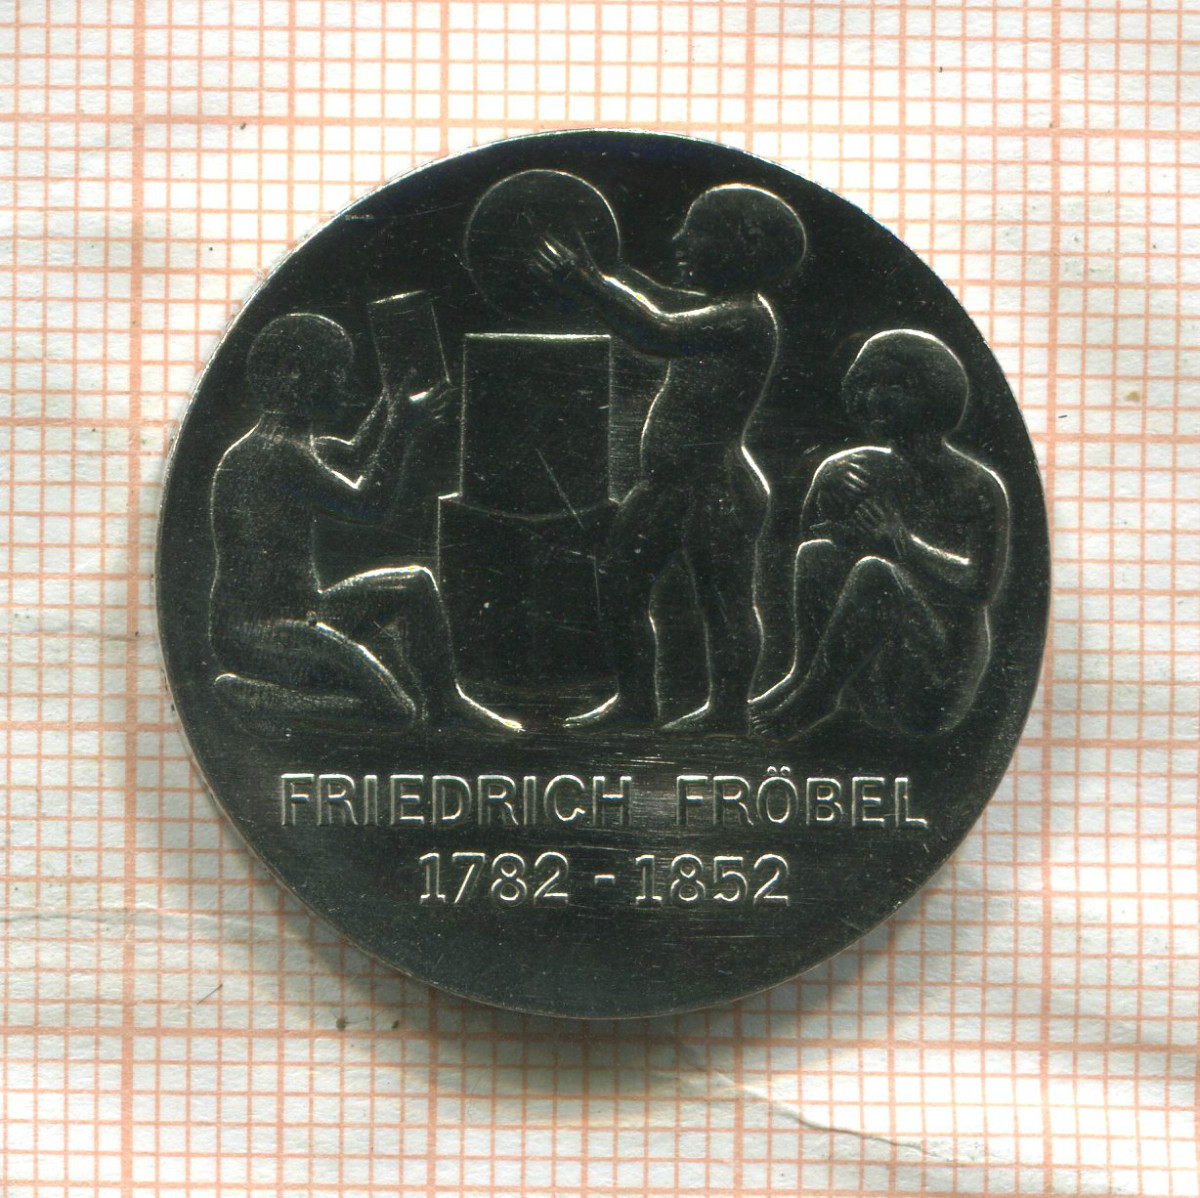 FRIEDRICH FRÖBEL
1782 - 1852